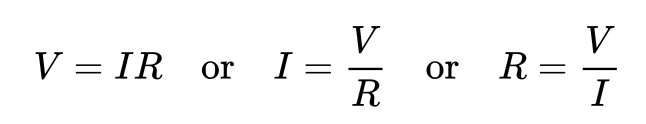 V = IR or I = V/R or R = V/I